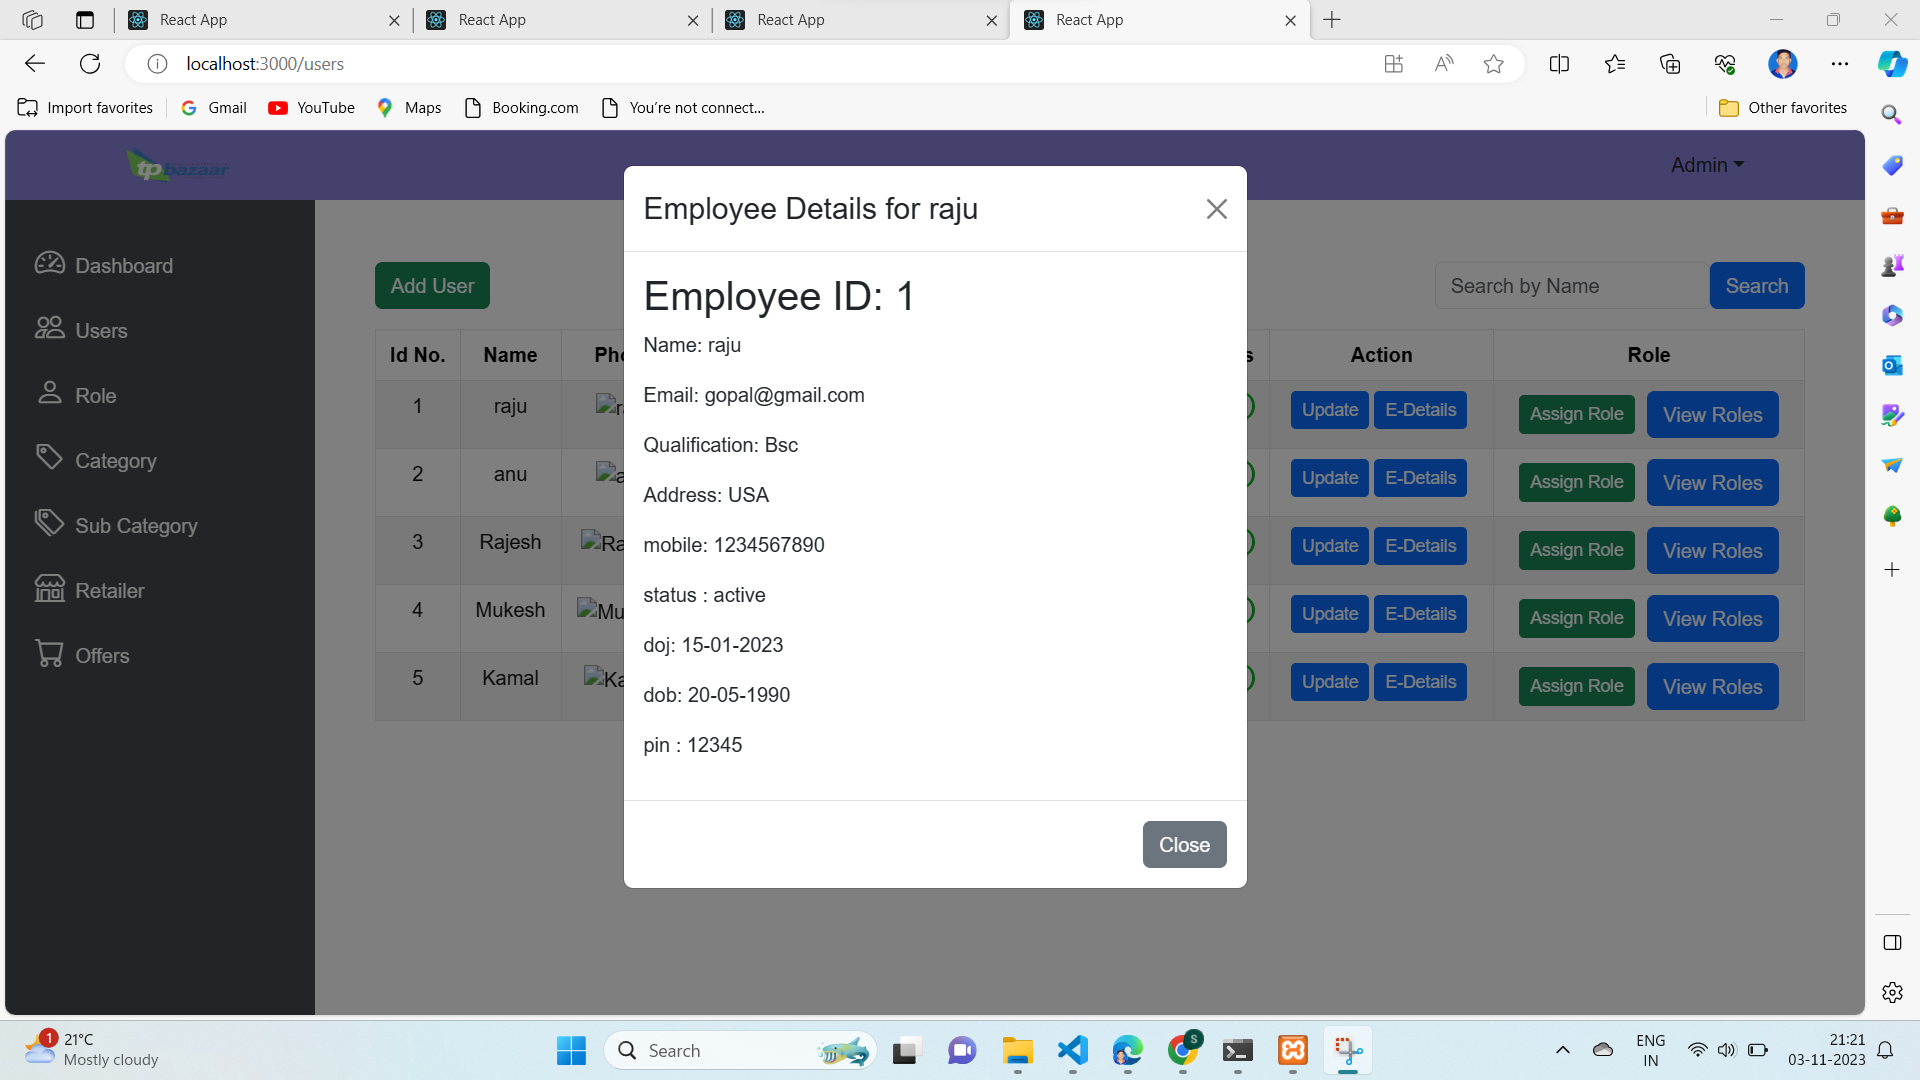 React App
React App
React App
React App
localhost:3000/users
Import favorites
Gmail
YouTube
Maps
Booking.com
You're not connect...
Other favorites
tpbazaar
Admin
Dashboard
Users
Role
Category
Sub Category
Retailer
Offers
Add User
Search by Name
Search
Id No. Name Pho s Action Role
1 raju Update E-Details Assign Role View Roles
2 anu Update E-Details Assign Role View Roles
3 Rajesh Ra Update E-Details Assign Role View Roles
4 Mukesh Mu Update E-Details Assign Role View Roles
5 Kamal Ka Update E-Details Assign Role View Roles
Employee Details for raju
Employee ID: 1
Name: raju
Email: gopal@gmail.com
Qualification: Bsc
Address: USA
mobile: 1234567890
status : active
doj: 15-01-2023
dob: 20-05-1990
pin : 12345
Close
1
21°C
Mostly cloudy
Search
S
ENG
IN
21:21
03-11-2023